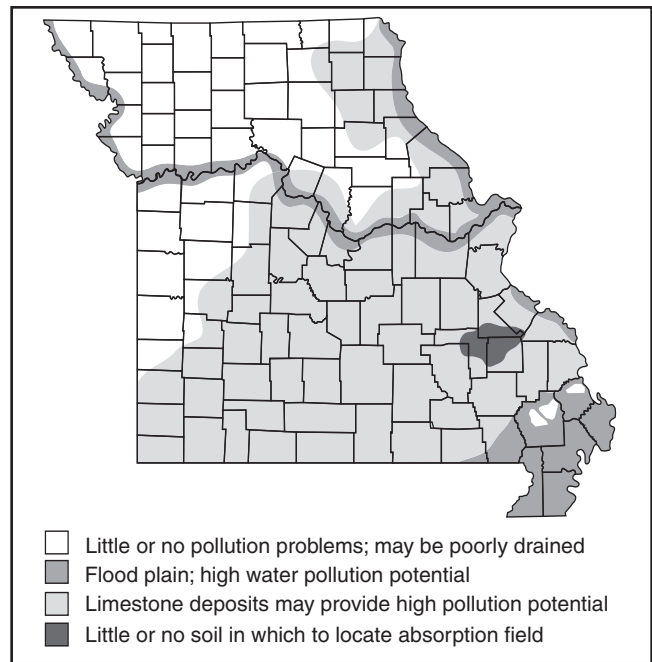 Little or no pollution problems; may be poorly drained
Flood plain; high water pollution potential
Limestone deposits may provide high pollution potential
Little or no soil in which to locate absorption field